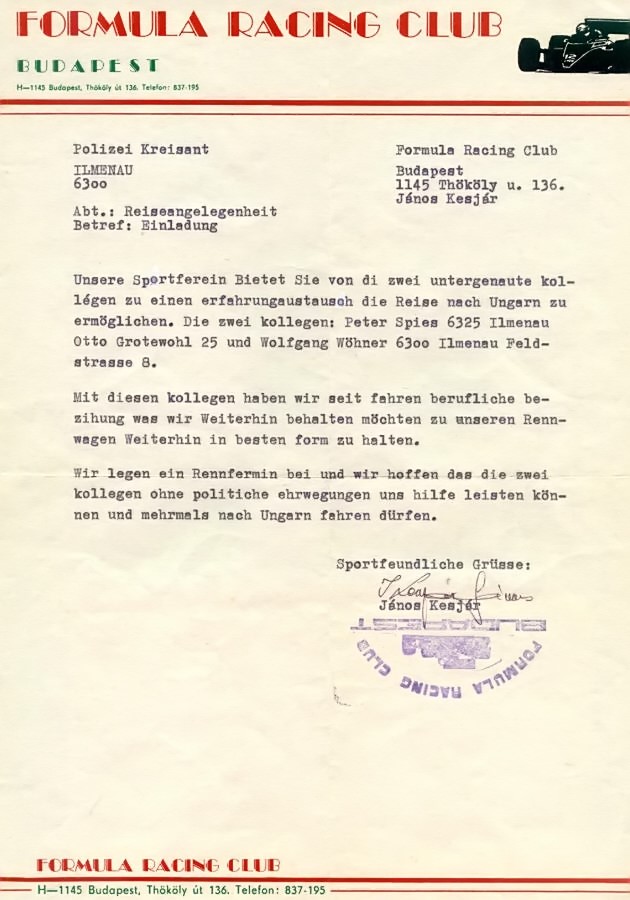 FORMULA RACING CLUB
BUDAPEST
H—1145 Budapest, Thököly út 136. Telefon: 837-195
Polizei Kreisant
ILMENAU
63oo
Abt.: Reiseangelegenheit
Betref: Einladung
Formula Racing Club
Budapest
1145 Thököly u. 136.
János Kesjár
Unsere Sportferein Bietet Sie von di zwei untergenaute kol-
légen zu einen erfahrungaustausch die Reise nach Ungarn zu
ermöglichen. Die zwei kollegen: Peter Spies 6325 Ilmenau
Otto Grotewohl 25 und Wolfgang Wöhner 63oo Ilmenau Feld-
strasse 8.
Mit diesen kollegen haben wir seit fahren berufliche be-
zihung was wir Weiterhin behalten möchten zu unseren Renn-
wagen Weiterhin in besten form zu halten.
Wir legen ein Rennfermin bei und wir hoffen das die zwei
kollegen ohne politiche ehrwegungen uns hilfe leisten kön-
nen und mehrmals nach Ungarn fahren dürfen.
Sportfeundliche Grüsse:
János Kesjár
BUDAPEST
FORMULA RACING CLUB
FORMULA RACING CLUB
H—1145 Budapest, Thököly út 136. Telefon: 837-195